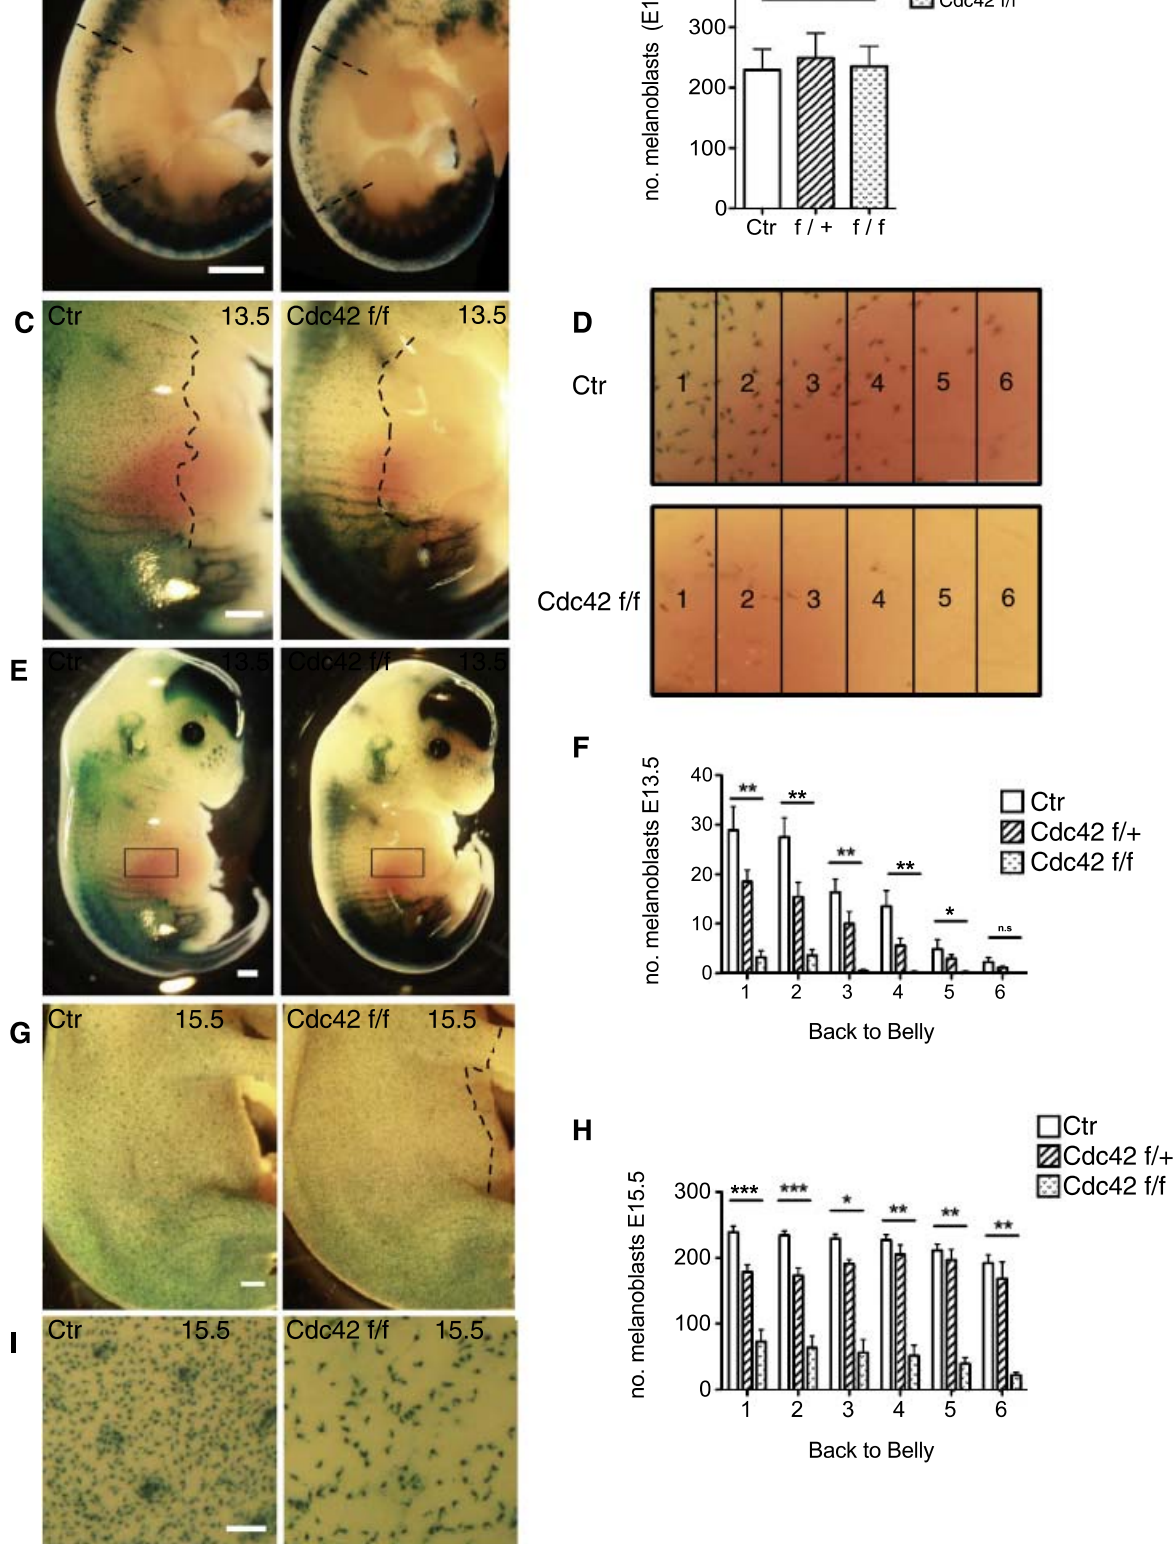 Cdc42 f/f
no. melanoblasts (E1
300
200
100
0
Ctr f / + f / f
C
Ctr 13.5
Cdc42 f/f 13.5
D
Ctr
1 2 3 4 5 6
Cdc42 f/f
1 2 3 4 5 6
E
Ctr 13.5
Cdc42 f/f 13.5
F
no. melanoblasts E13.5
40
30
20
10
0
** ** ** ** * n.s
Ctr
Cdc42 f/+
Cdc42 f/f
1 2 3 4 5 6
Back to Belly
G
Ctr 15.5
Cdc42 f/f 15.5
H
Ctr
Cdc42 f/+
Cdc42 f/f
no. melanoblasts E15.5
300
200
100
0
*** *** * ** ** **
1 2 3 4 5 6
Back to Belly
I
Ctr 15.5
Cdc42 f/f 15.5